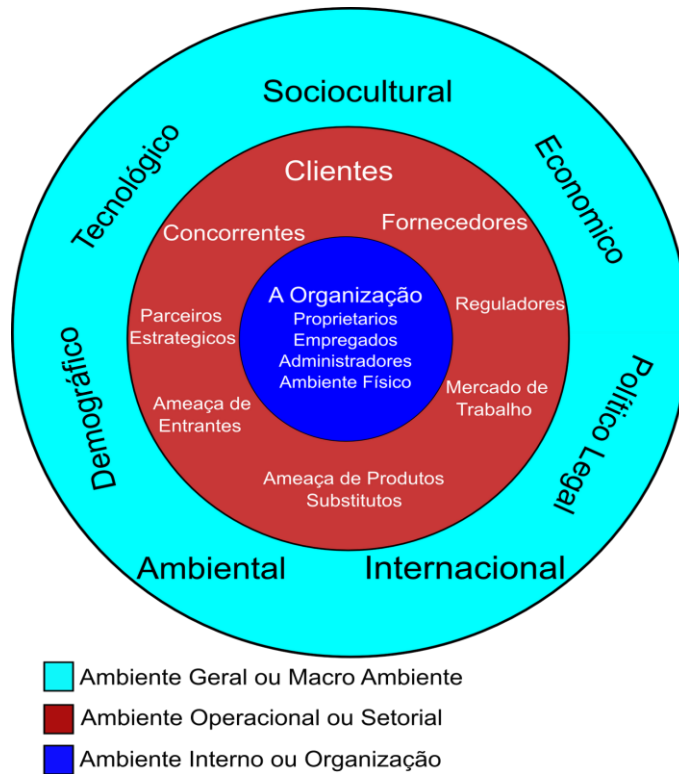 Sociocultural
Tecnológico
Economico
Clientes
Fornecedores
Concorrentes
A Organização
Proprietarios
Empregados
Administradores
Ambiente Físico
Reguladores
Parceiros
Estrategicos
Demográfico
Político Legal
Mercado de
Trabalho
Ameaça de
Entrantes
Ameaça de Produtos
Substitutos
Ambiental
Internacional
Ambiente Geral ou Macro Ambiente
Ambiente Operacional ou Setorial
Ambiente Interno ou Organização